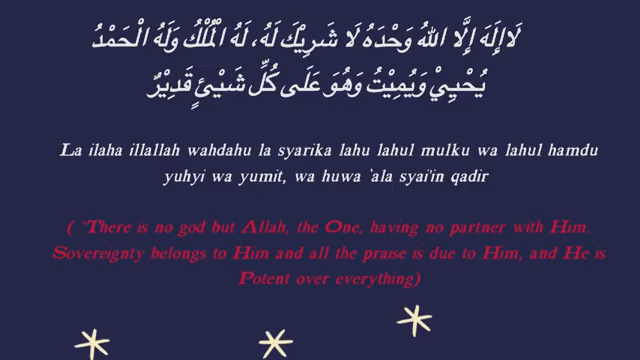 لَاإِلَهَ إِلَّا اللهُ وَحْدَهُ لَا شَرِيْكَ لَهُ، لَهُ الْمُلْكُ وَلَهُ الْحَمْدُ
يُحْيِيْ وَيُمِيْتُ وَهُوَ عَلَى كُلِّ شَيْئٍ قَدِيْرٌ
La ilaha illallah wahdahu la syarika lahu lahul mulku wa lahul hamdu
yuhyi wa yumit, wa huwa `ala syai'in qadir
( “There is no god but Allah, the One, having no partner with Him.
Sovereignty belongs to Him and all the praise is due to Him, and He is
Potent over everything)